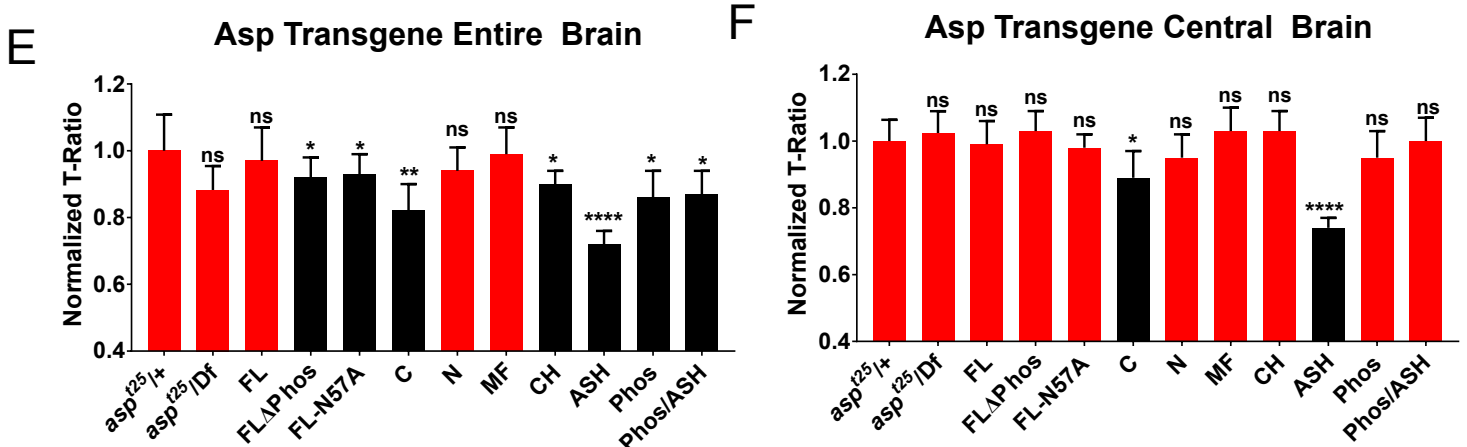 E
Asp Transgene Entire Brain
Normalized T-Ratio
1.2
1.0
0.8
0.6
0.4
ns
ns
*
*
**
ns
ns
*
****
*
*
asp^t25/+
asp^t25/Df
FL
FLΔPhos
FL-N57A
C
N
MF
CH
ASH
Phos
Phos/ASH
F
Asp Transgene Central Brain
Normalized T-Ratio
1.2
1.0
0.8
0.6
0.4
ns
ns
ns
ns
*
ns
ns
ns
****
ns
ns
asp^t25/+
asp^t25/Df
FL
FLΔPhos
FL-N57A
C
N
MF
CH
ASH
Phos
Phos/ASH